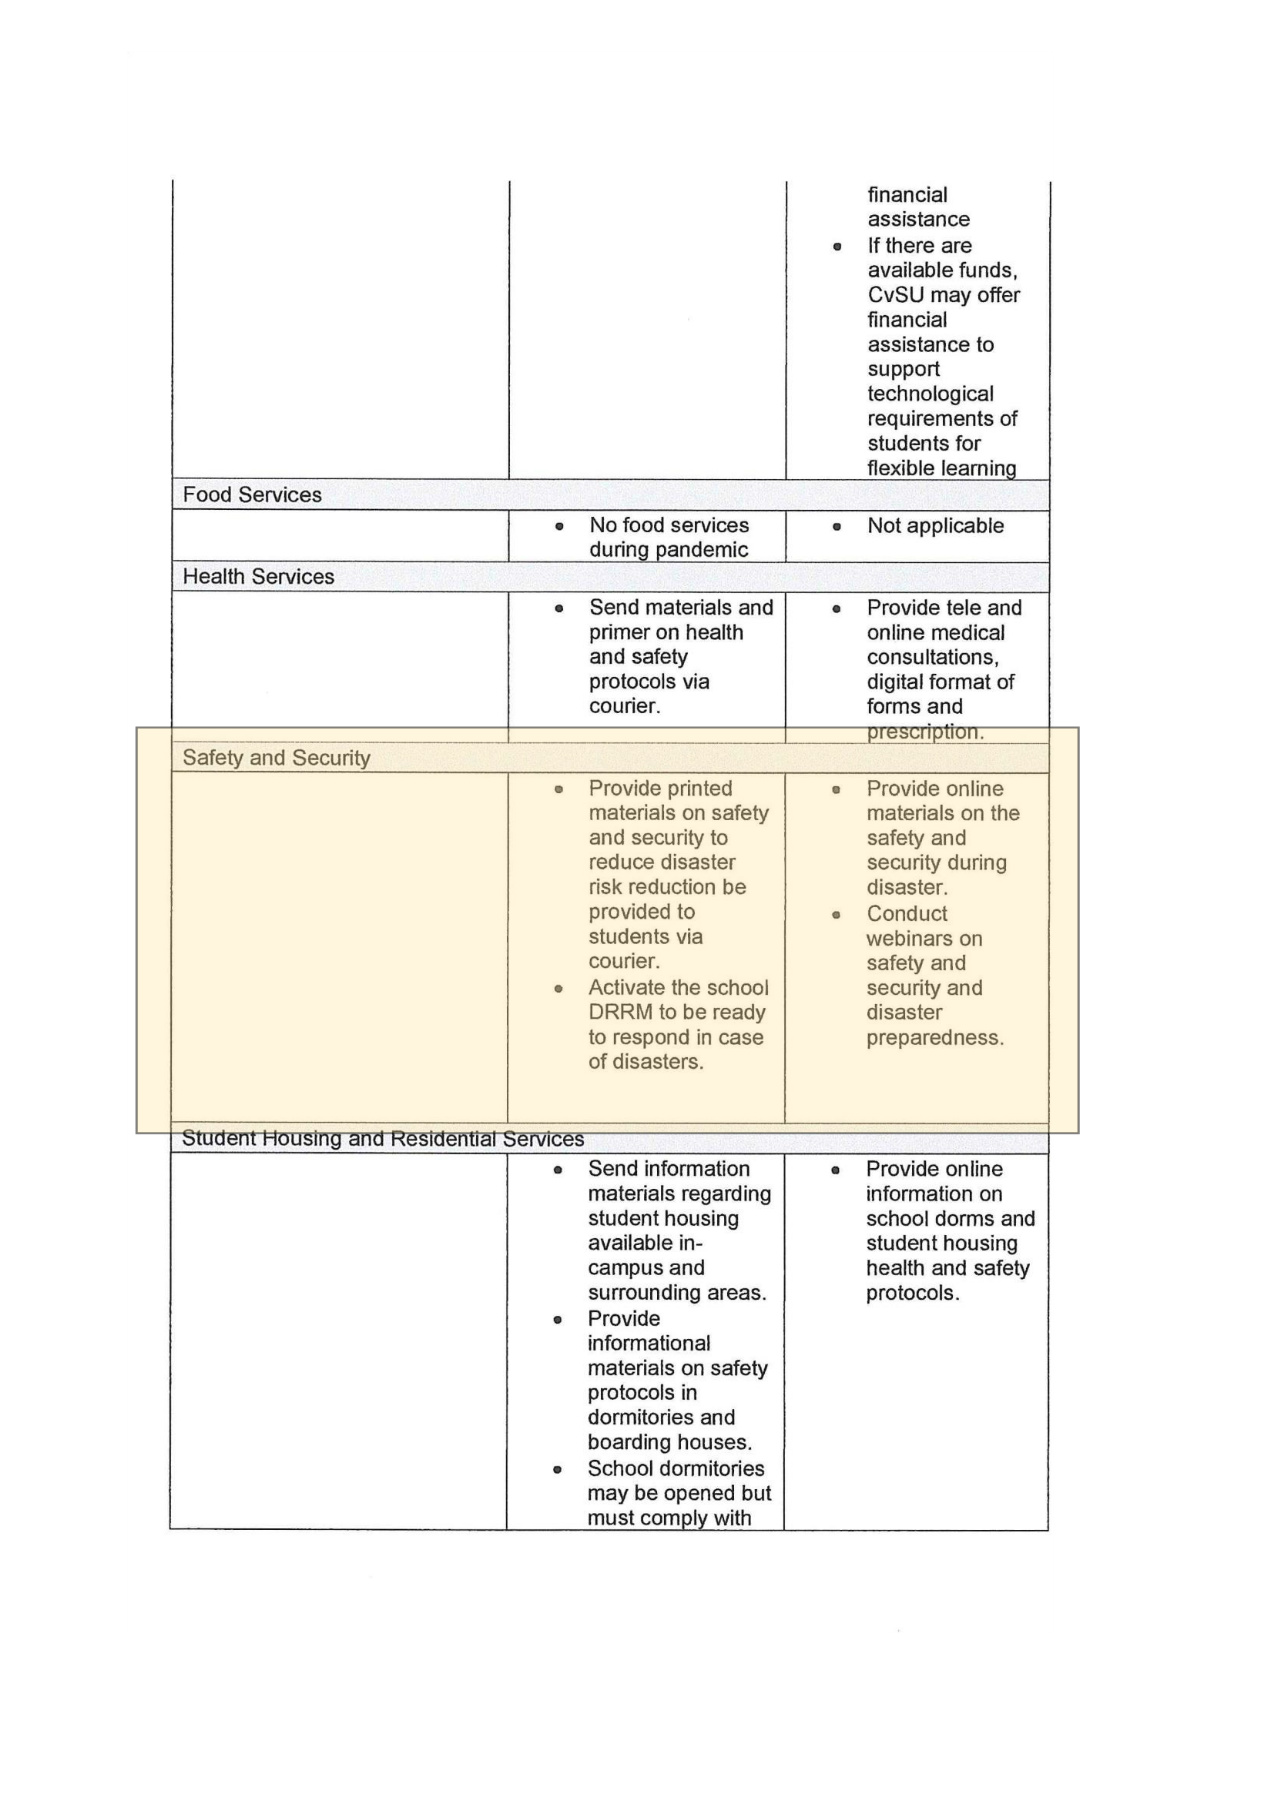 financial
assistance
• If there are
available funds,
CvSU may offer
financial
assistance to
support
technological
requirements of
students for
flexible learning
Food Services
• No food services
during pandemic
• Not applicable
Health Services
• Send materials and
primer on health
and safety
protocols via
courier.
• Provide tele and
online medical
consultations,
digital format of
forms and
prescription.
Safety and Security
• Provide printed
materials on safety
and security to
reduce disaster
risk reduction be
provided to
students via
courier.
• Activate the school
DRRM to be ready
to respond in case
of disasters.
• Provide online
materials on the
safety and
security during
disaster.
• Conduct
webinars on
safety and
security and
disaster
preparedness.
Student Housing and Residential Services
• Send information
materials regarding
student housing
available in-
campus and
surrounding areas.
• Provide
informational
materials on safety
protocols in
dormitories and
boarding houses.
• School dormitories
may be opened but
must comply with
• Provide online
information on
school dorms and
student housing
health and safety
protocols.